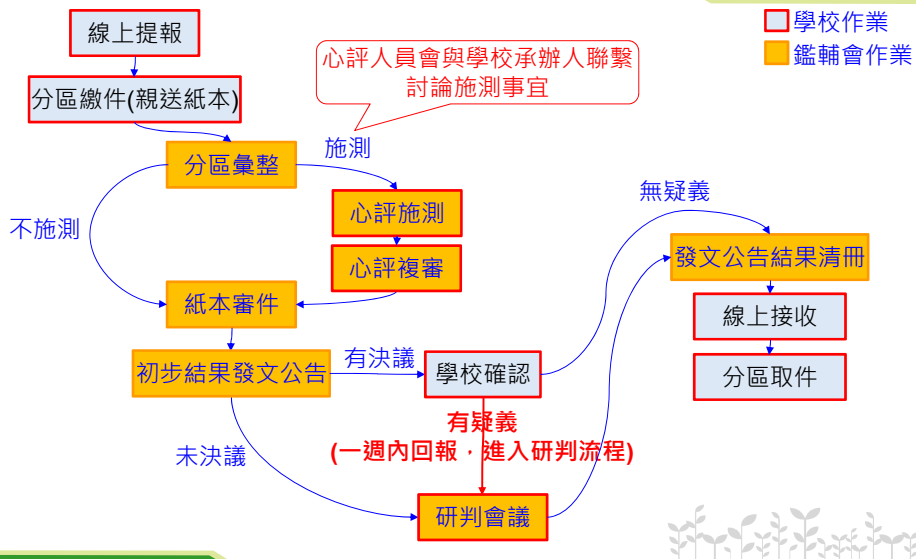 線上提報
學校作業
鑑輔會作業
心評人員會與學校承辦人聯繫
討論施測事宜
分區繳件(親送紙本)
施測
分區彙整
無疑義
心評施測
不施測
發文公告結果清冊
心評複審
紙本審件
線上接收
有決議
初步結果發文公告
學校確認
分區取件
有疑義
(一週內回報，進入研判流程)
未決議
研判會議